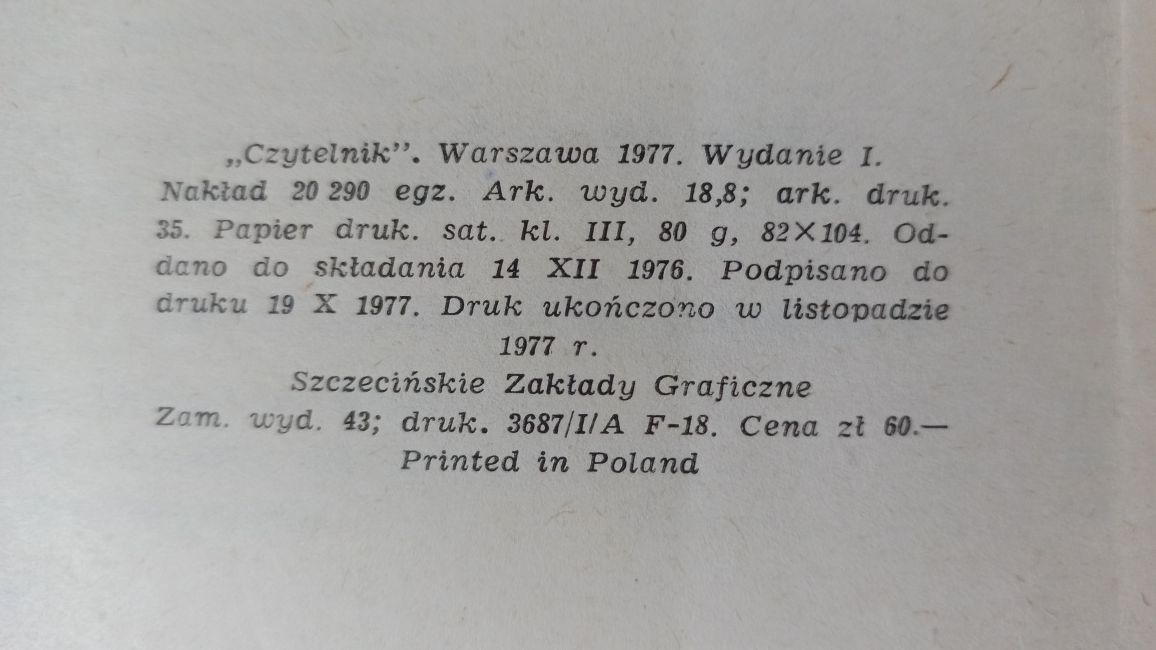 „Czytelnik”. Warszawa 1977. Wydanie I.
Nakład 20 290 egz. Ark. wyd. 18,8; ark. druk.
35. Papier druk. sat. kl. III, 80 g, 82×104. Od-
dano do składania 14 XII 1976. Podpisano do
druku 19 X 1977. Druk ukończono w listopadzie
1977 r.
Szczecińskie Zakłady Graficzne
Zam. wyd. 43; druk. 3687/I/A F-18. Cena zł 60.—
Printed in Poland